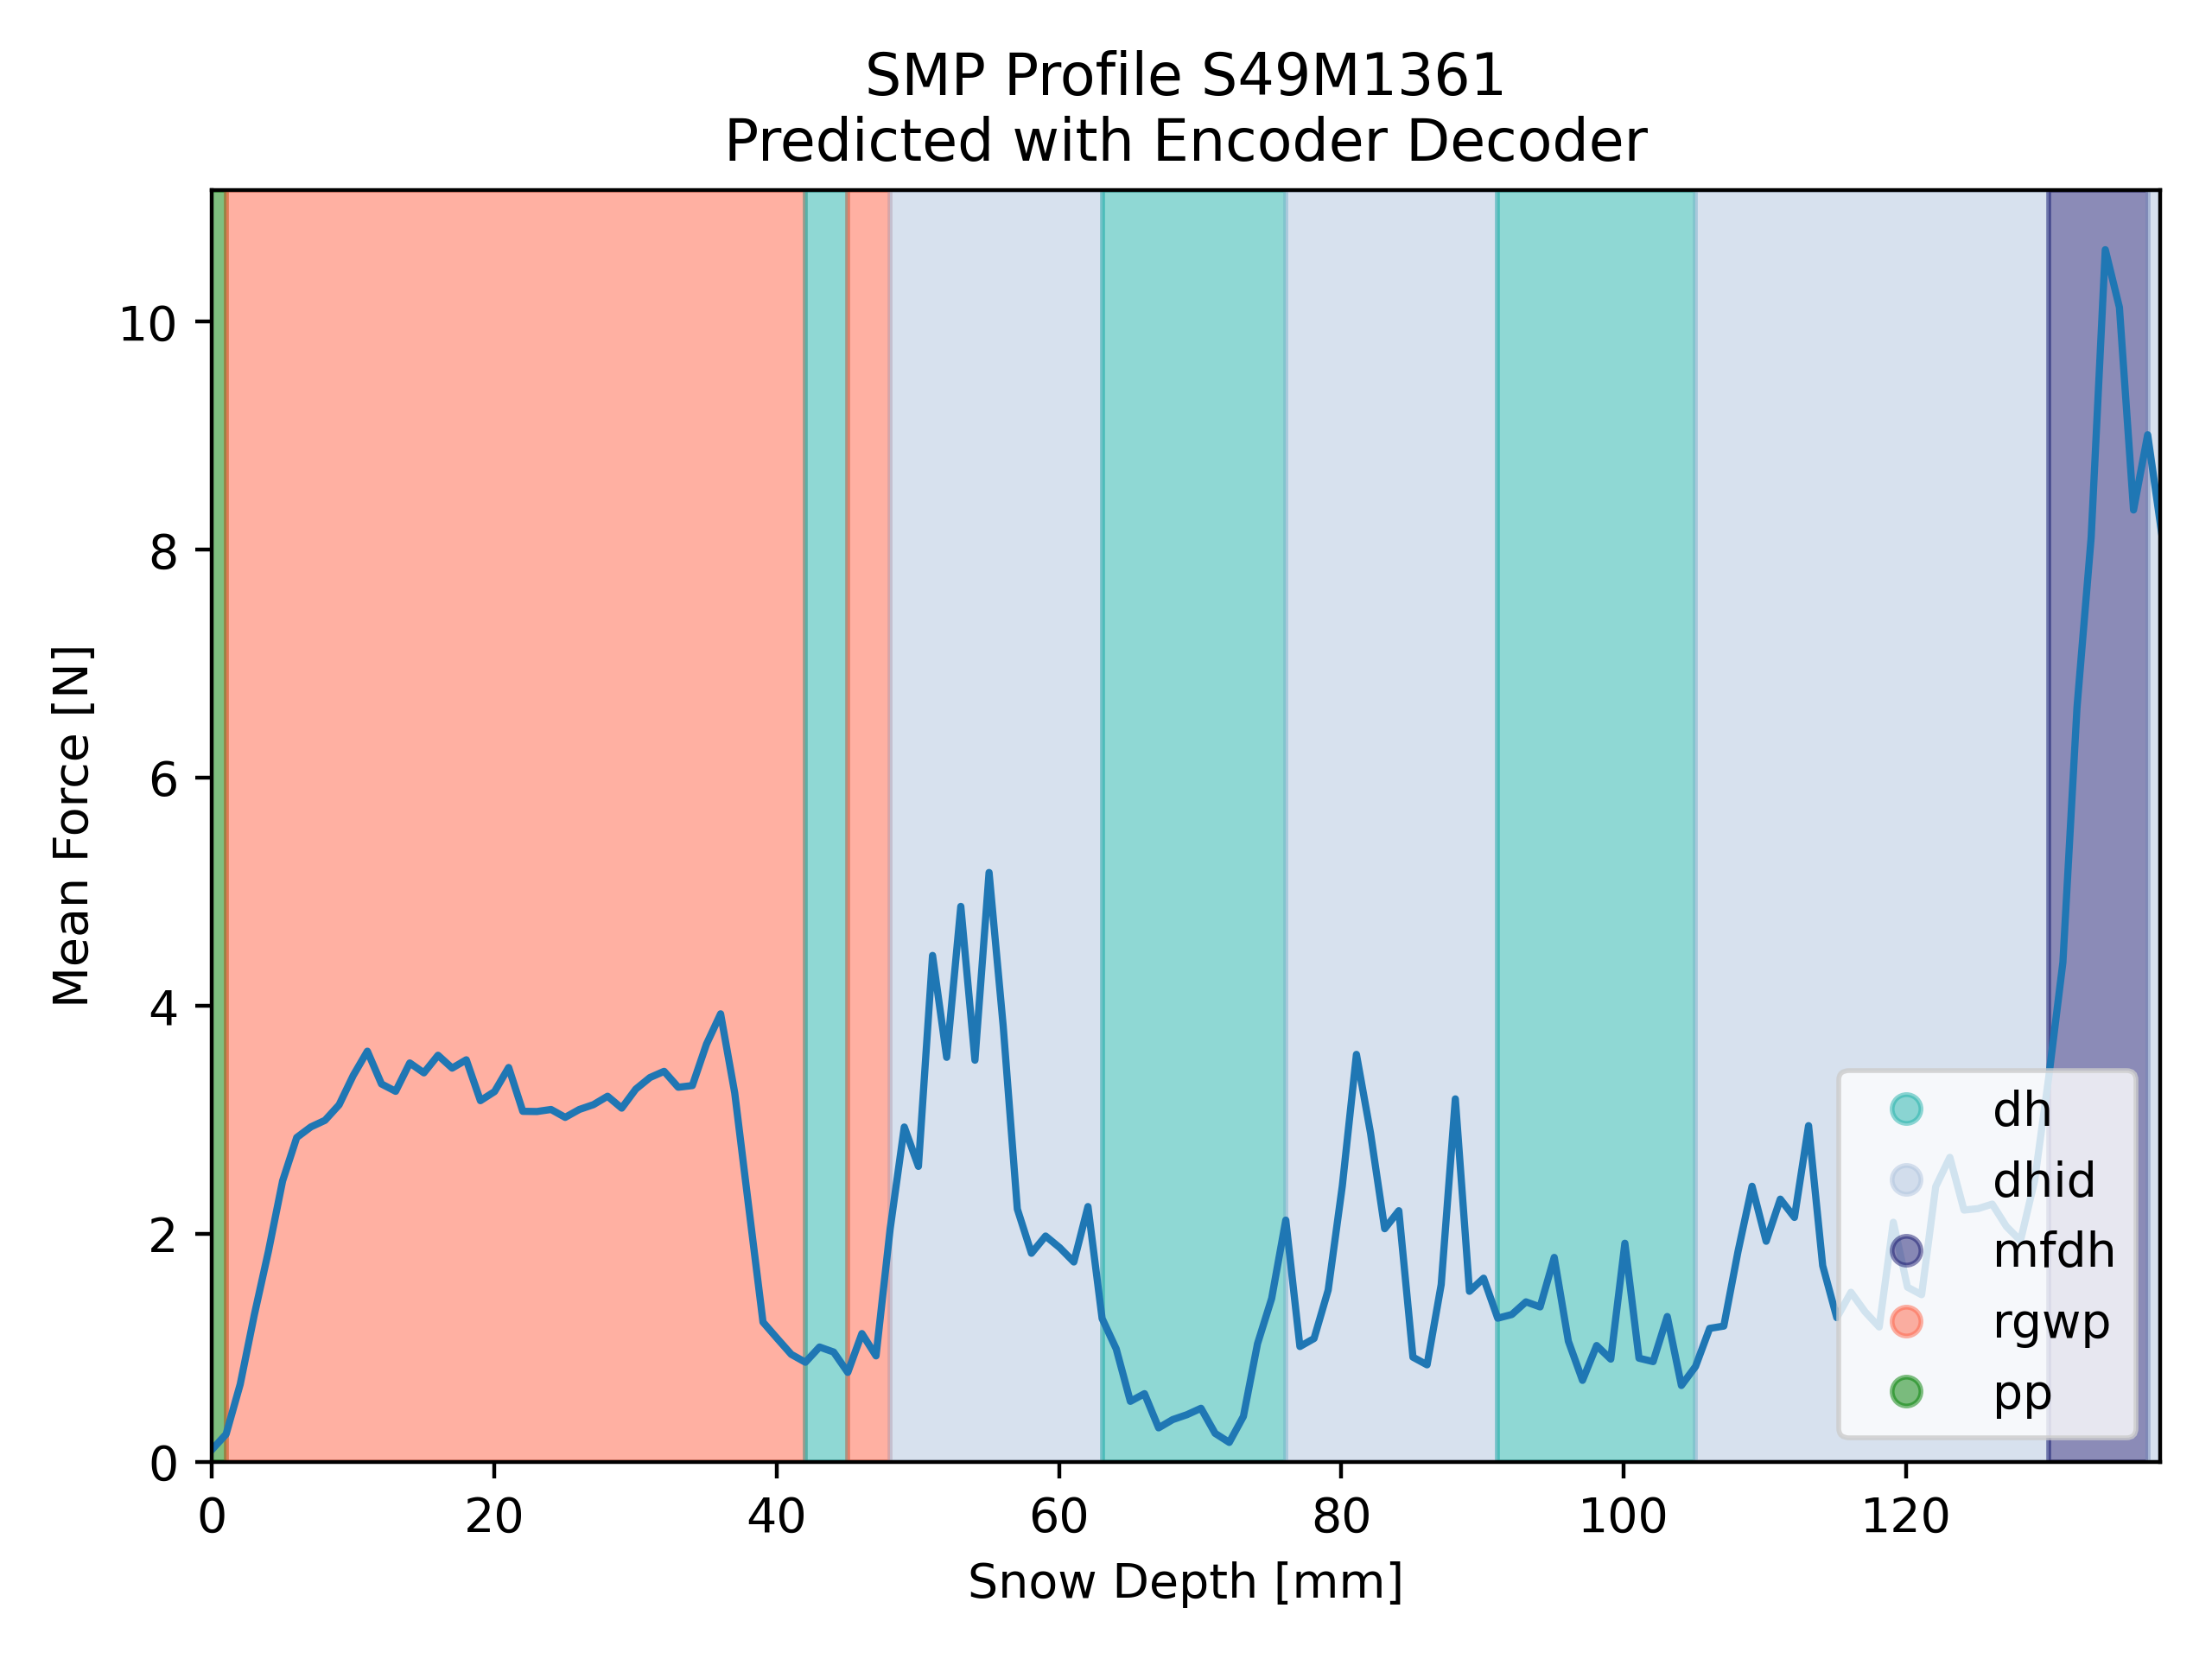 SMP Profile S49M1361
Predicted with Encoder Decoder
Mean Force [N]
10
8
6
4
2
0
0 20 40 60 80 100 120
Snow Depth [mm]
dh
dhid
mfdh
rgwp
pp